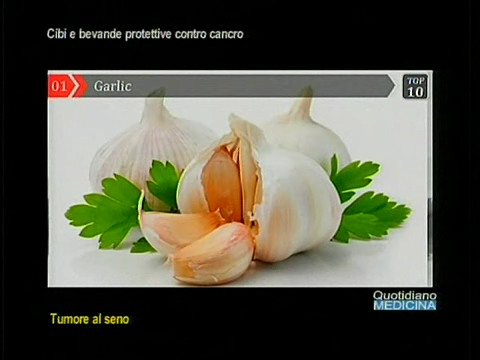 Cibi e bevande protettive contro cancro
01 Garlic
TOP
10
Quotidiano
MEDICINA
Tumore al seno